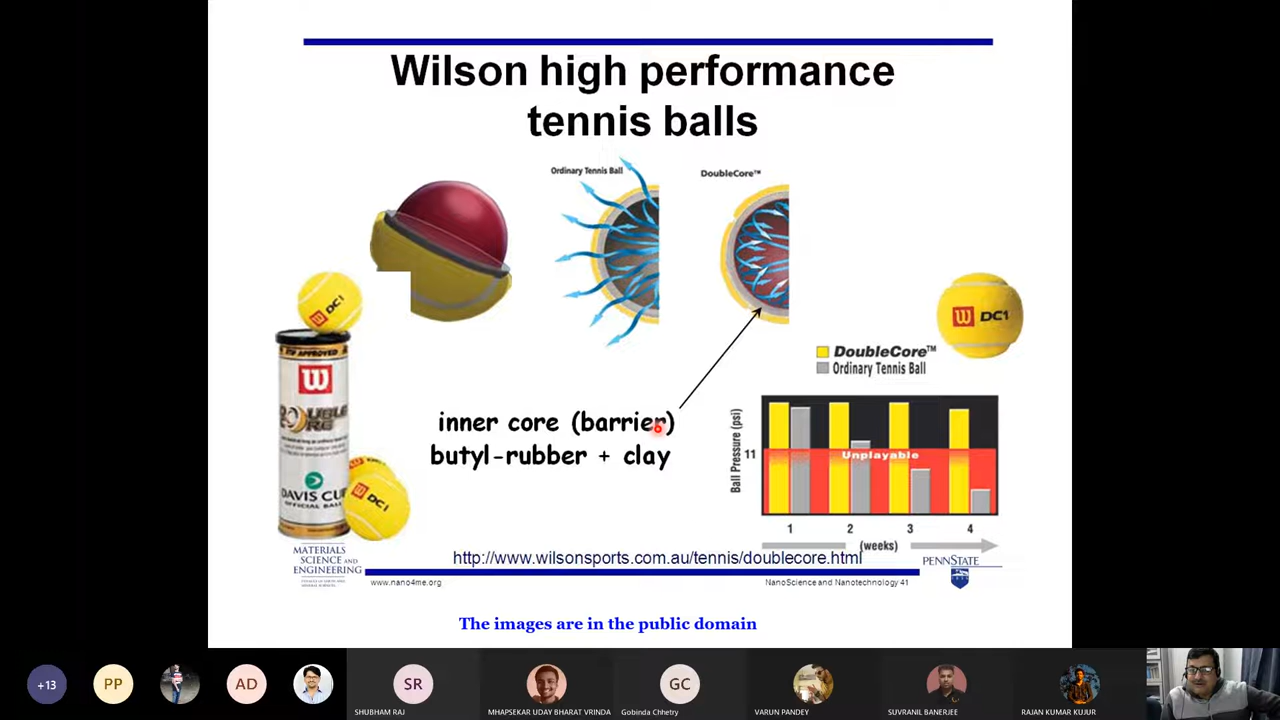 Wilson high performance
tennis balls
Ordinary Tennis Ball
DoubleCore™
W
DC1
W DC1
DoubleCore™
Ordinary Tennis Ball
ITF APPROVED
W
DOUBLE
DAVIS CUP
OFFICIAL BALL
W DC1
inner core (barrier)
butyl-rubber + clay
Ball Pressure (psi)
11
Unplayable
1 2 3 4
(weeks)
http://www.wilsonsports.com.au/tennis/doublecore.html
MATERIALS
SCIENCE AND
ENGINEERING
PENNSTATE
www.nano4me.org
NanoScience and Nanotechnology 41
The images are in the public domain
+13
PP
AD
SR
GC
SHUBHAM RAJ
MHAPSEKAR UDAY BHARAT VRINDA
Gobinda Chhetry
VARUN PANDEY
SUVRANIL BANERJEE
RAJAN KUMAR KUJUR